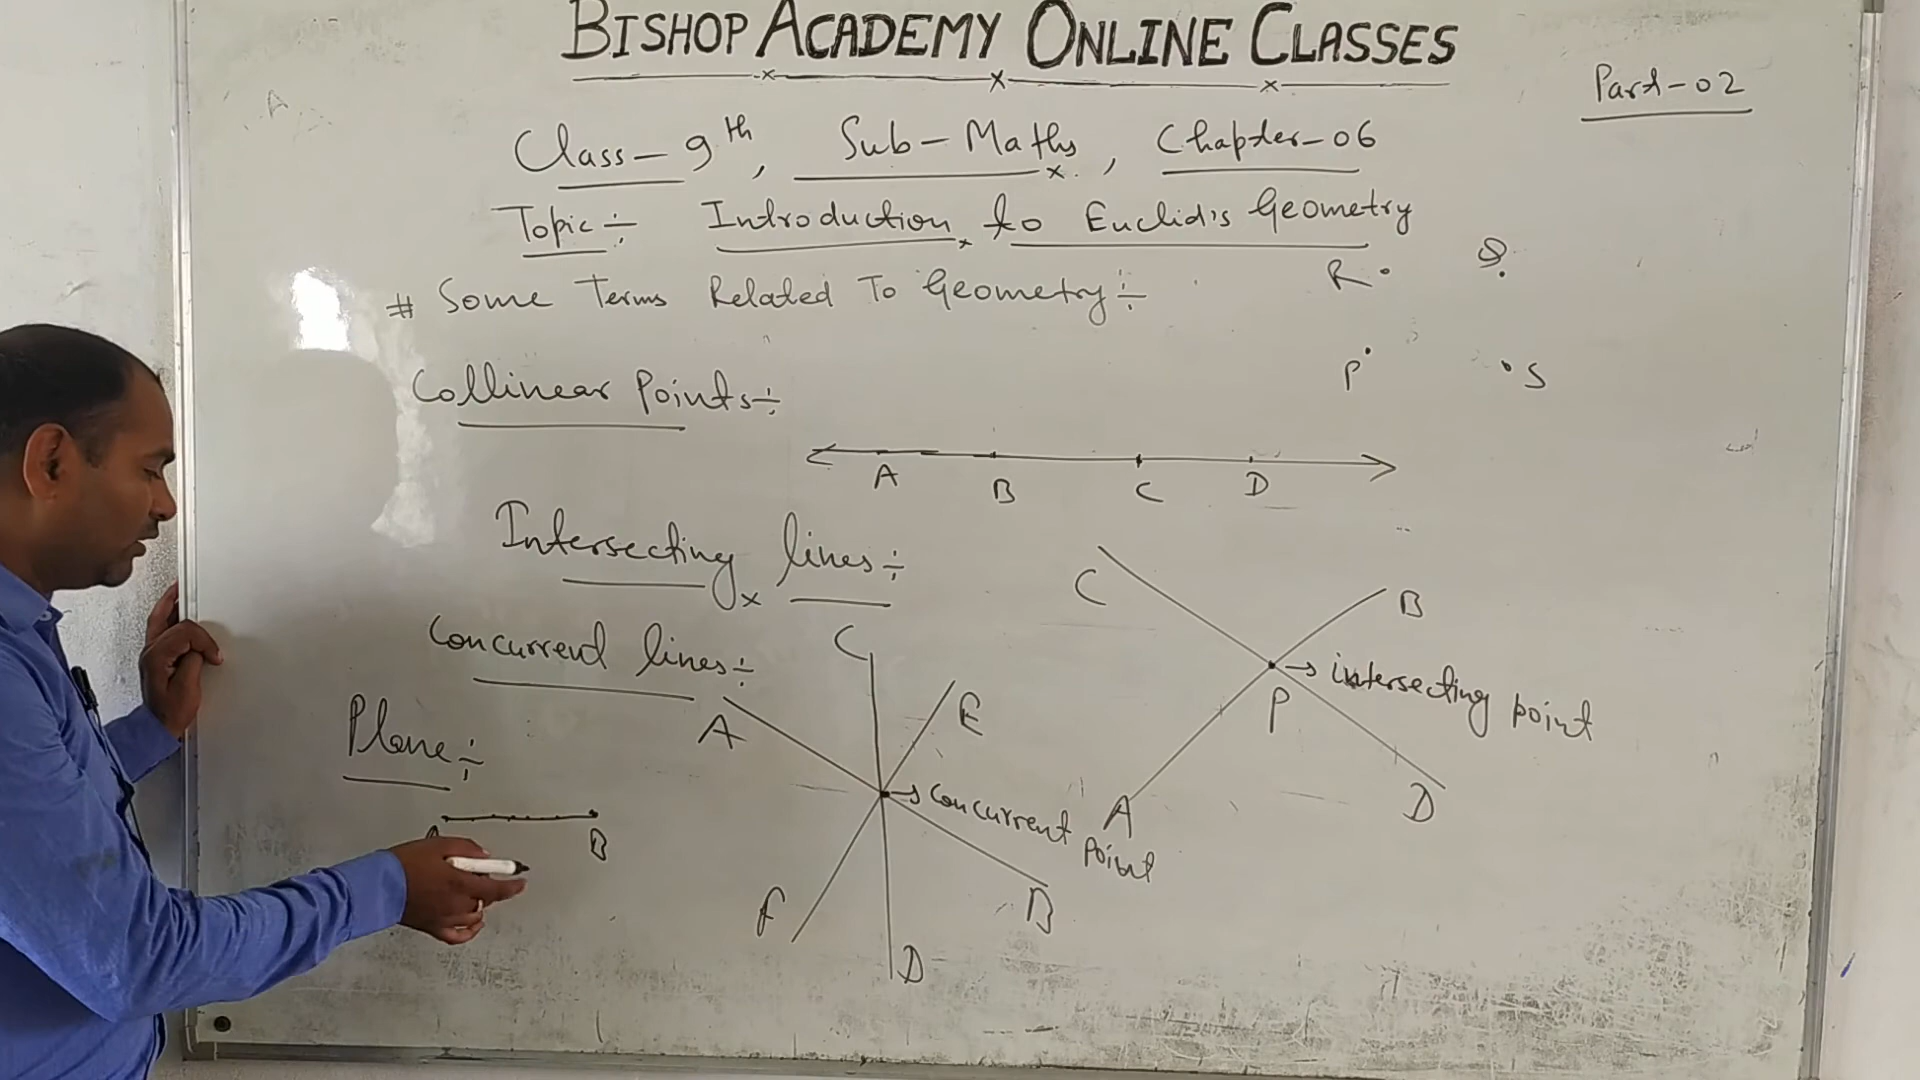 BISHOP ACADEMY ONLINE CLASSES
Part-02
Class-9th, Sub-Maths, Chapter-06
Topic÷ Introduction to Euclid's Geometry
# Some Terms Related To Geometry÷
R Q
P S
Collinear Points÷
A B C D
Intersecting lines÷
C B
P → intersecting point
A D
Concurrent lines÷
C
A E
→ Concurrent point
F B
D
Plane÷
A B